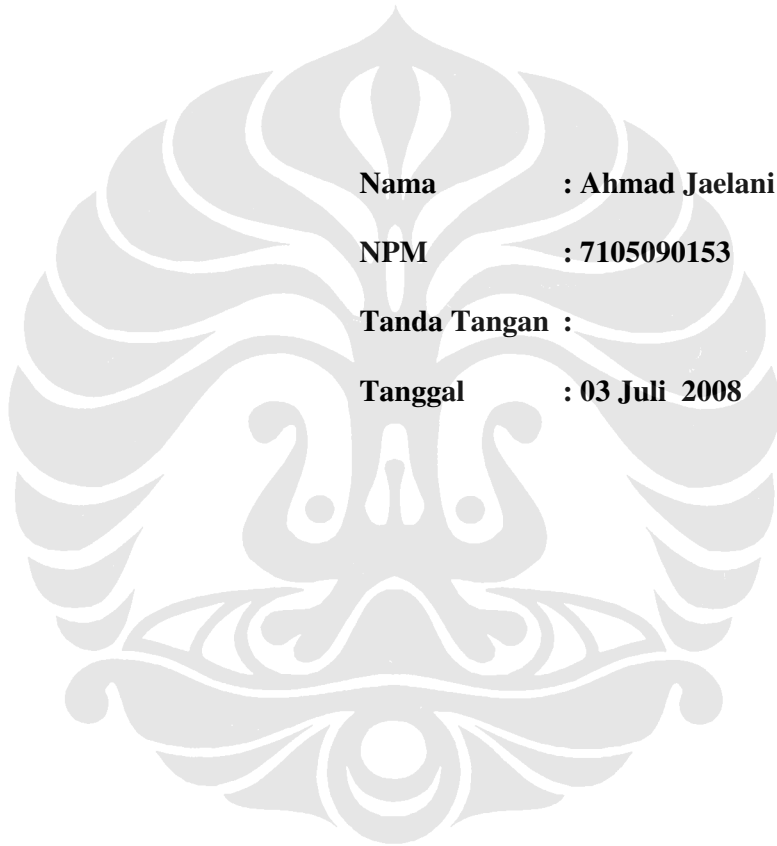 Nama : Ahmad Jaelani
NPM : 7105090153
Tanda Tangan :
Tanggal : 03 Juli 2008